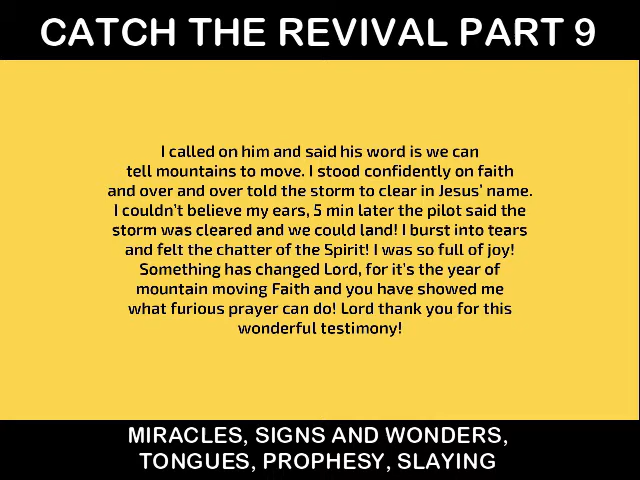 CATCH THE REVIVAL PART 9
I called on him and said his word is we can
tell mountains to move. I stood confidently on faith
and over and over told the storm to clear in Jesus' name.
I couldn't believe my ears, 5 min later the pilot said the
storm was cleared and we could land! I burst into tears
and felt the chatter of the Spirit! I was so full of joy!
Something has changed Lord, for it's the year of
mountain moving Faith and you have showed me
what furious prayer can do! Lord thank you for this
wonderful testimony!
MIRACLES, SIGNS AND WONDERS,
TONGUES, PROPHESY, SLAYING